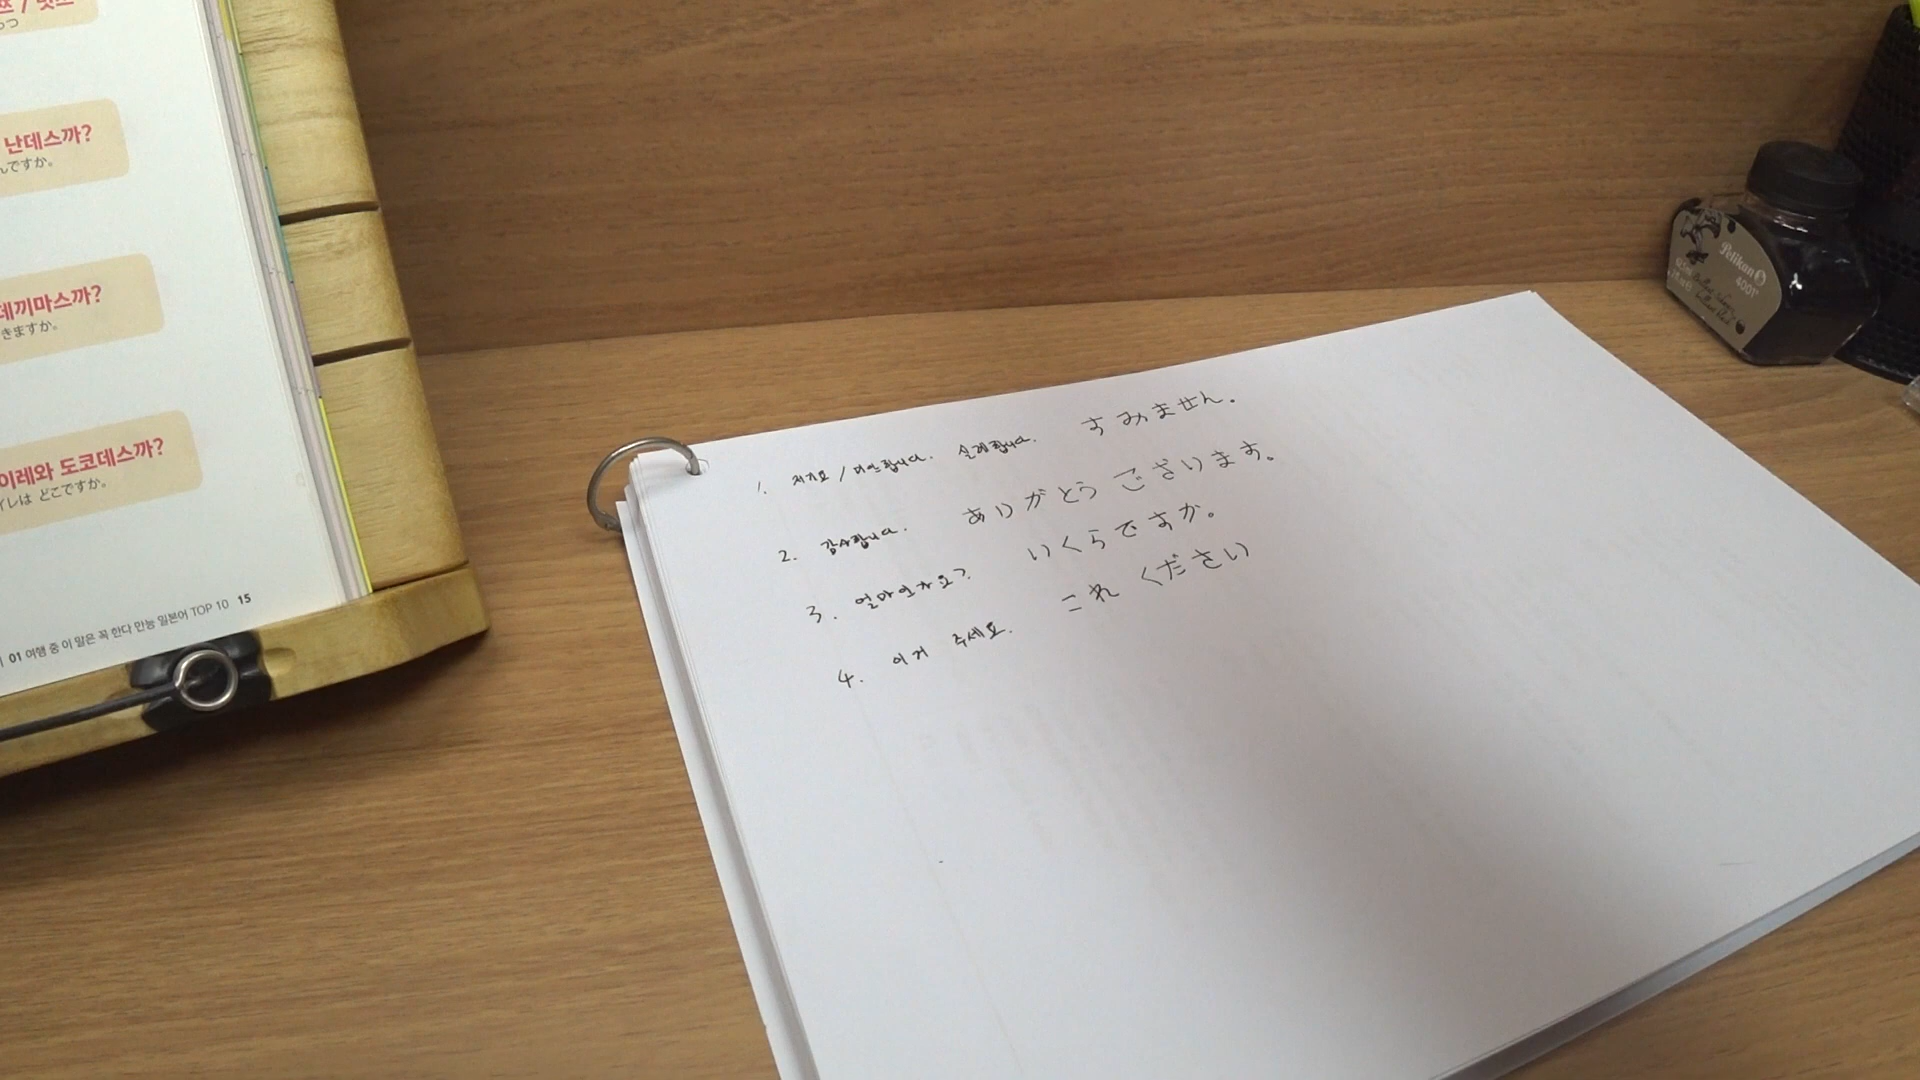 난데스까?
んですか。
데끼마스까?
きますか。
이레와 도코데스까?
イレは どこですか。
01 여행 중 이 말은 꼭 한다 만능 일본어 TOP 10 15
1. 저기요 / 미안합니다. 실례합니다. すみません。
2. 감사합니다. ありがとう ございます。
3. 얼마인가요? いくらですか。
4. 이거 주세요. これ ください
Pelikan
4001